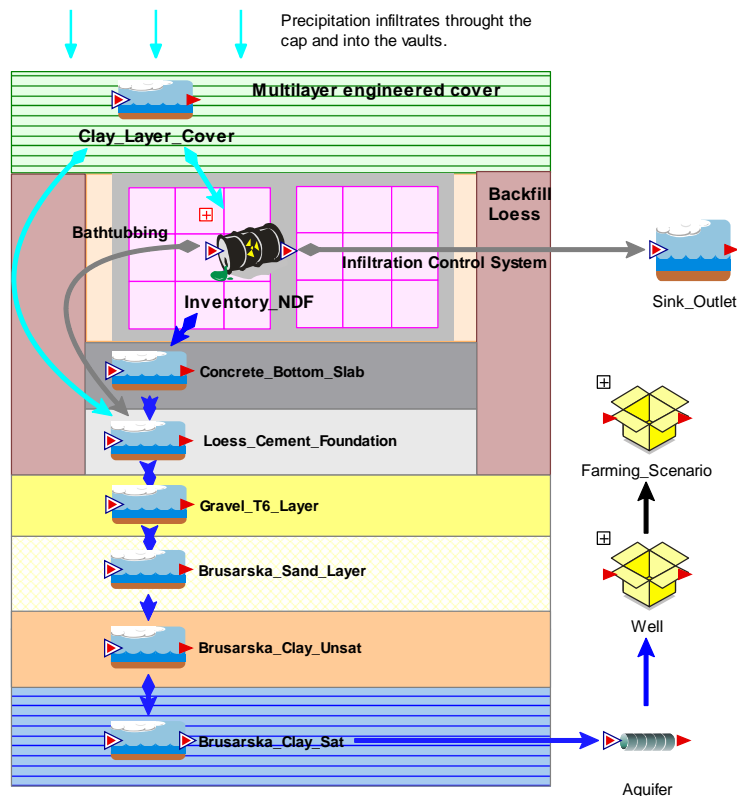 Precipitation infiltrates throught the
cap and into the vaults.
Multilayer engineered cover
Clay_Layer_Cover
Backfill
Loess
Bathtubbing
Infiltration Control System
Inventory_NDF
Sink_Outlet
Concrete_Bottom_Slab
Loess_Cement_Foundation
Farming_Scenario
Gravel_T6_Layer
Brusarska_Sand_Layer
Well
Brusarska_Clay_Unsat
Brusarska_Clay_Sat
Aquifer